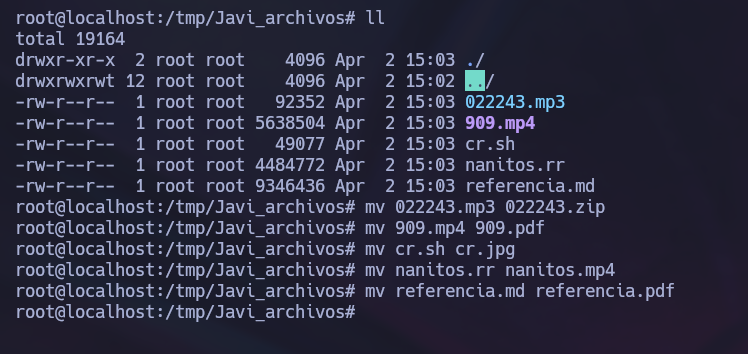 root@localhost:/tmp/Javi_archivos# ll
total 19164
drwxr-xr-x  2 root root    4096 Apr  2 15:03 ./
drwxrwxrwt 12 root root    4096 Apr  2 15:02 ../
-rw-r--r--  1 root root   92352 Apr  2 15:03 022243.mp3
-rw-r--r--  1 root root 5638504 Apr  2 15:03 909.mp4
-rw-r--r--  1 root root   49077 Apr  2 15:03 cr.sh
-rw-r--r--  1 root root 4484772 Apr  2 15:03 nanitos.rr
-rw-r--r--  1 root root 9346436 Apr  2 15:03 referencia.md
root@localhost:/tmp/Javi_archivos# mv 022243.mp3 022243.zip
root@localhost:/tmp/Javi_archivos# mv 909.mp4 909.pdf
root@localhost:/tmp/Javi_archivos# mv cr.sh cr.jpg
root@localhost:/tmp/Javi_archivos# mv nanitos.rr nanitos.mp4
root@localhost:/tmp/Javi_archivos# mv referencia.md referencia.pdf
root@localhost:/tmp/Javi_archivos#